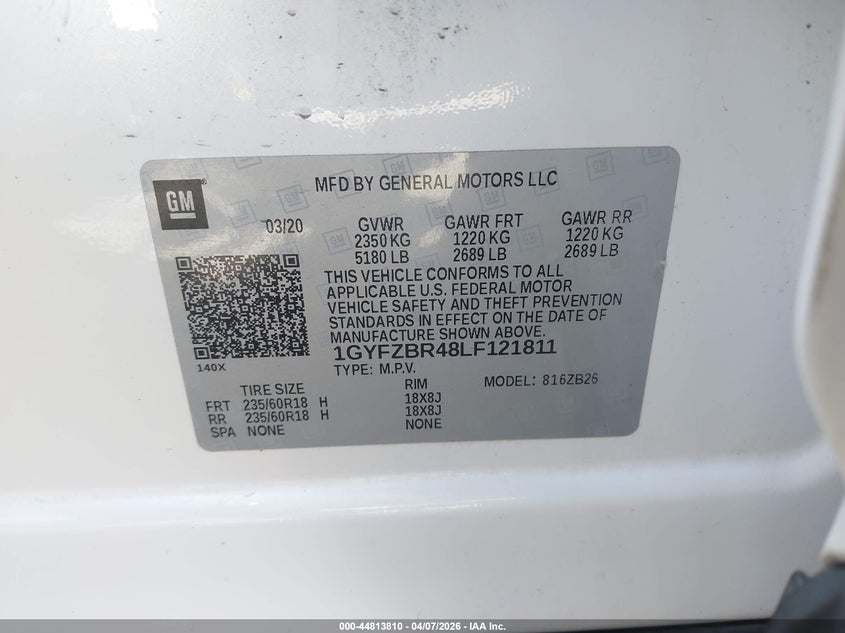 GM
MFD BY GENERAL MOTORS LLC
03/20
GVWR GAWR FRT GAWR RR
2350 KG 1220 KG 1220 KG
5180 LB 2689 LB 2689 LB
THIS VEHICLE CONFORMS TO ALL
APPLICABLE U.S. FEDERAL MOTOR
VEHICLE SAFETY AND THEFT PREVENTION
STANDARDS IN EFFECT ON THE DATE OF
MANUFACTURE SHOWN ABOVE.
140X
1GYFZBR48LF121811
TYPE: M.P.V. MODEL: 816ZB26
TIRE SIZE RIM
FRT 235/60R18 H 18X8J
RR 235/60R18 H 18X8J
SPA NONE NONE
000-44813810 - 04/07/2026 - IAA Inc.